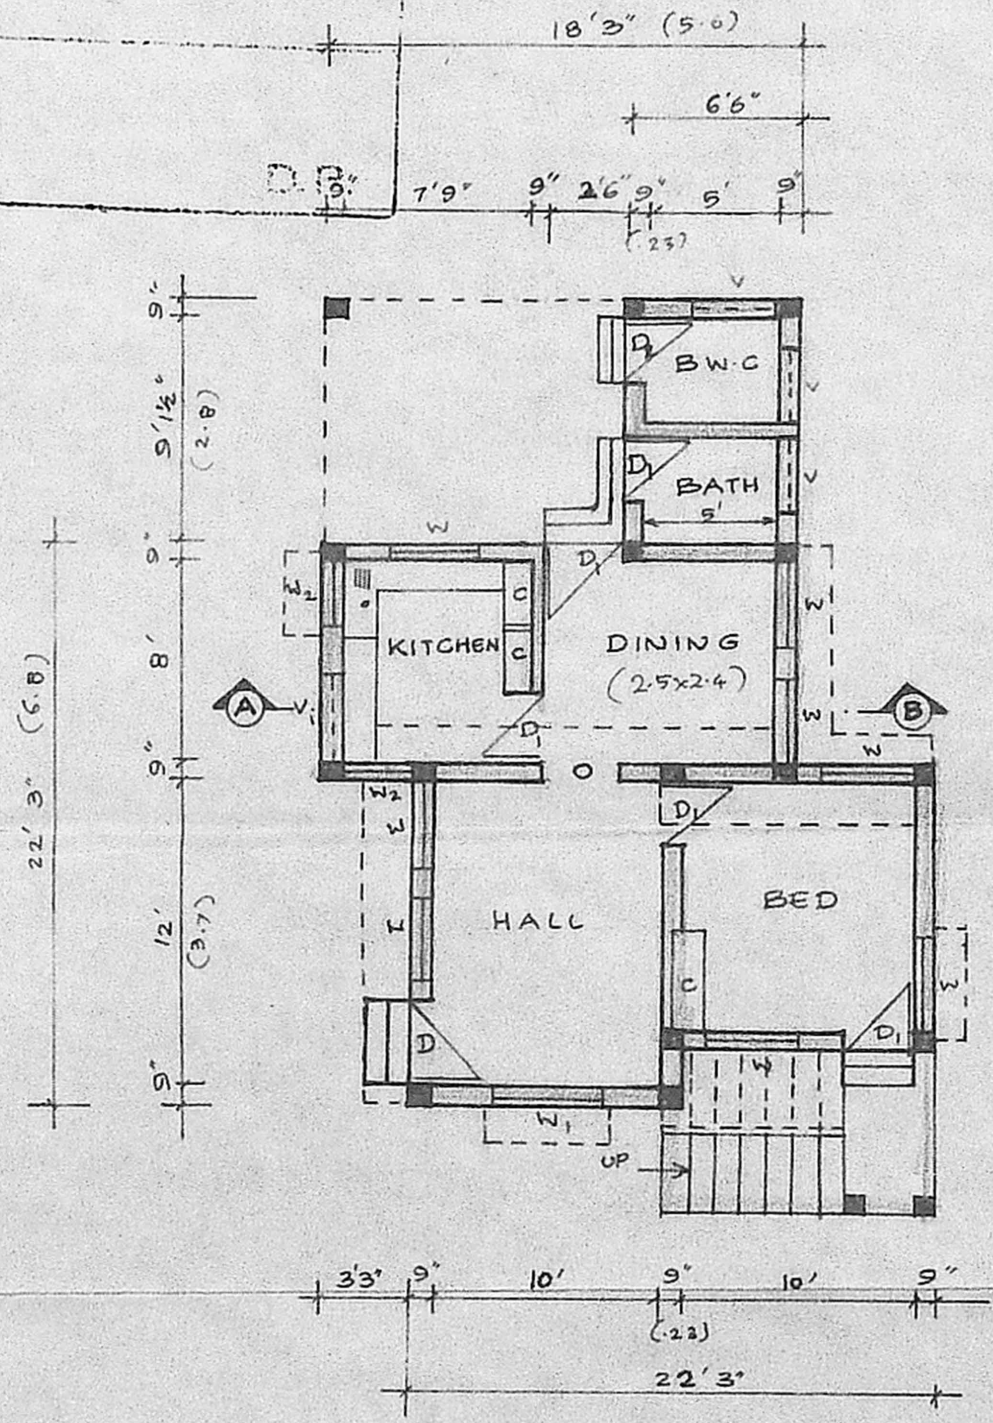 18'3" (5.0)
6'6"
9" 7'9" 9" 2'6" 9" 5' 9"
(.23)
V
9"
D1
B W.C
V
9'1½"
(2.8)
D1
BATH
V
5'
W
9"
D1
W2
C
W
KITCHEN
C
DINING
(2.5x2.4)
8'
(6.8)
A
V
D1
W
B
W
9"
O
W2
W
D1
22'3"
BED
HALL
12'
(3.7)
W
C
W
D
D1
W
9"
W1
UP
3'3" 9" 10' 9" 10' 9"
(.23)
22'3"